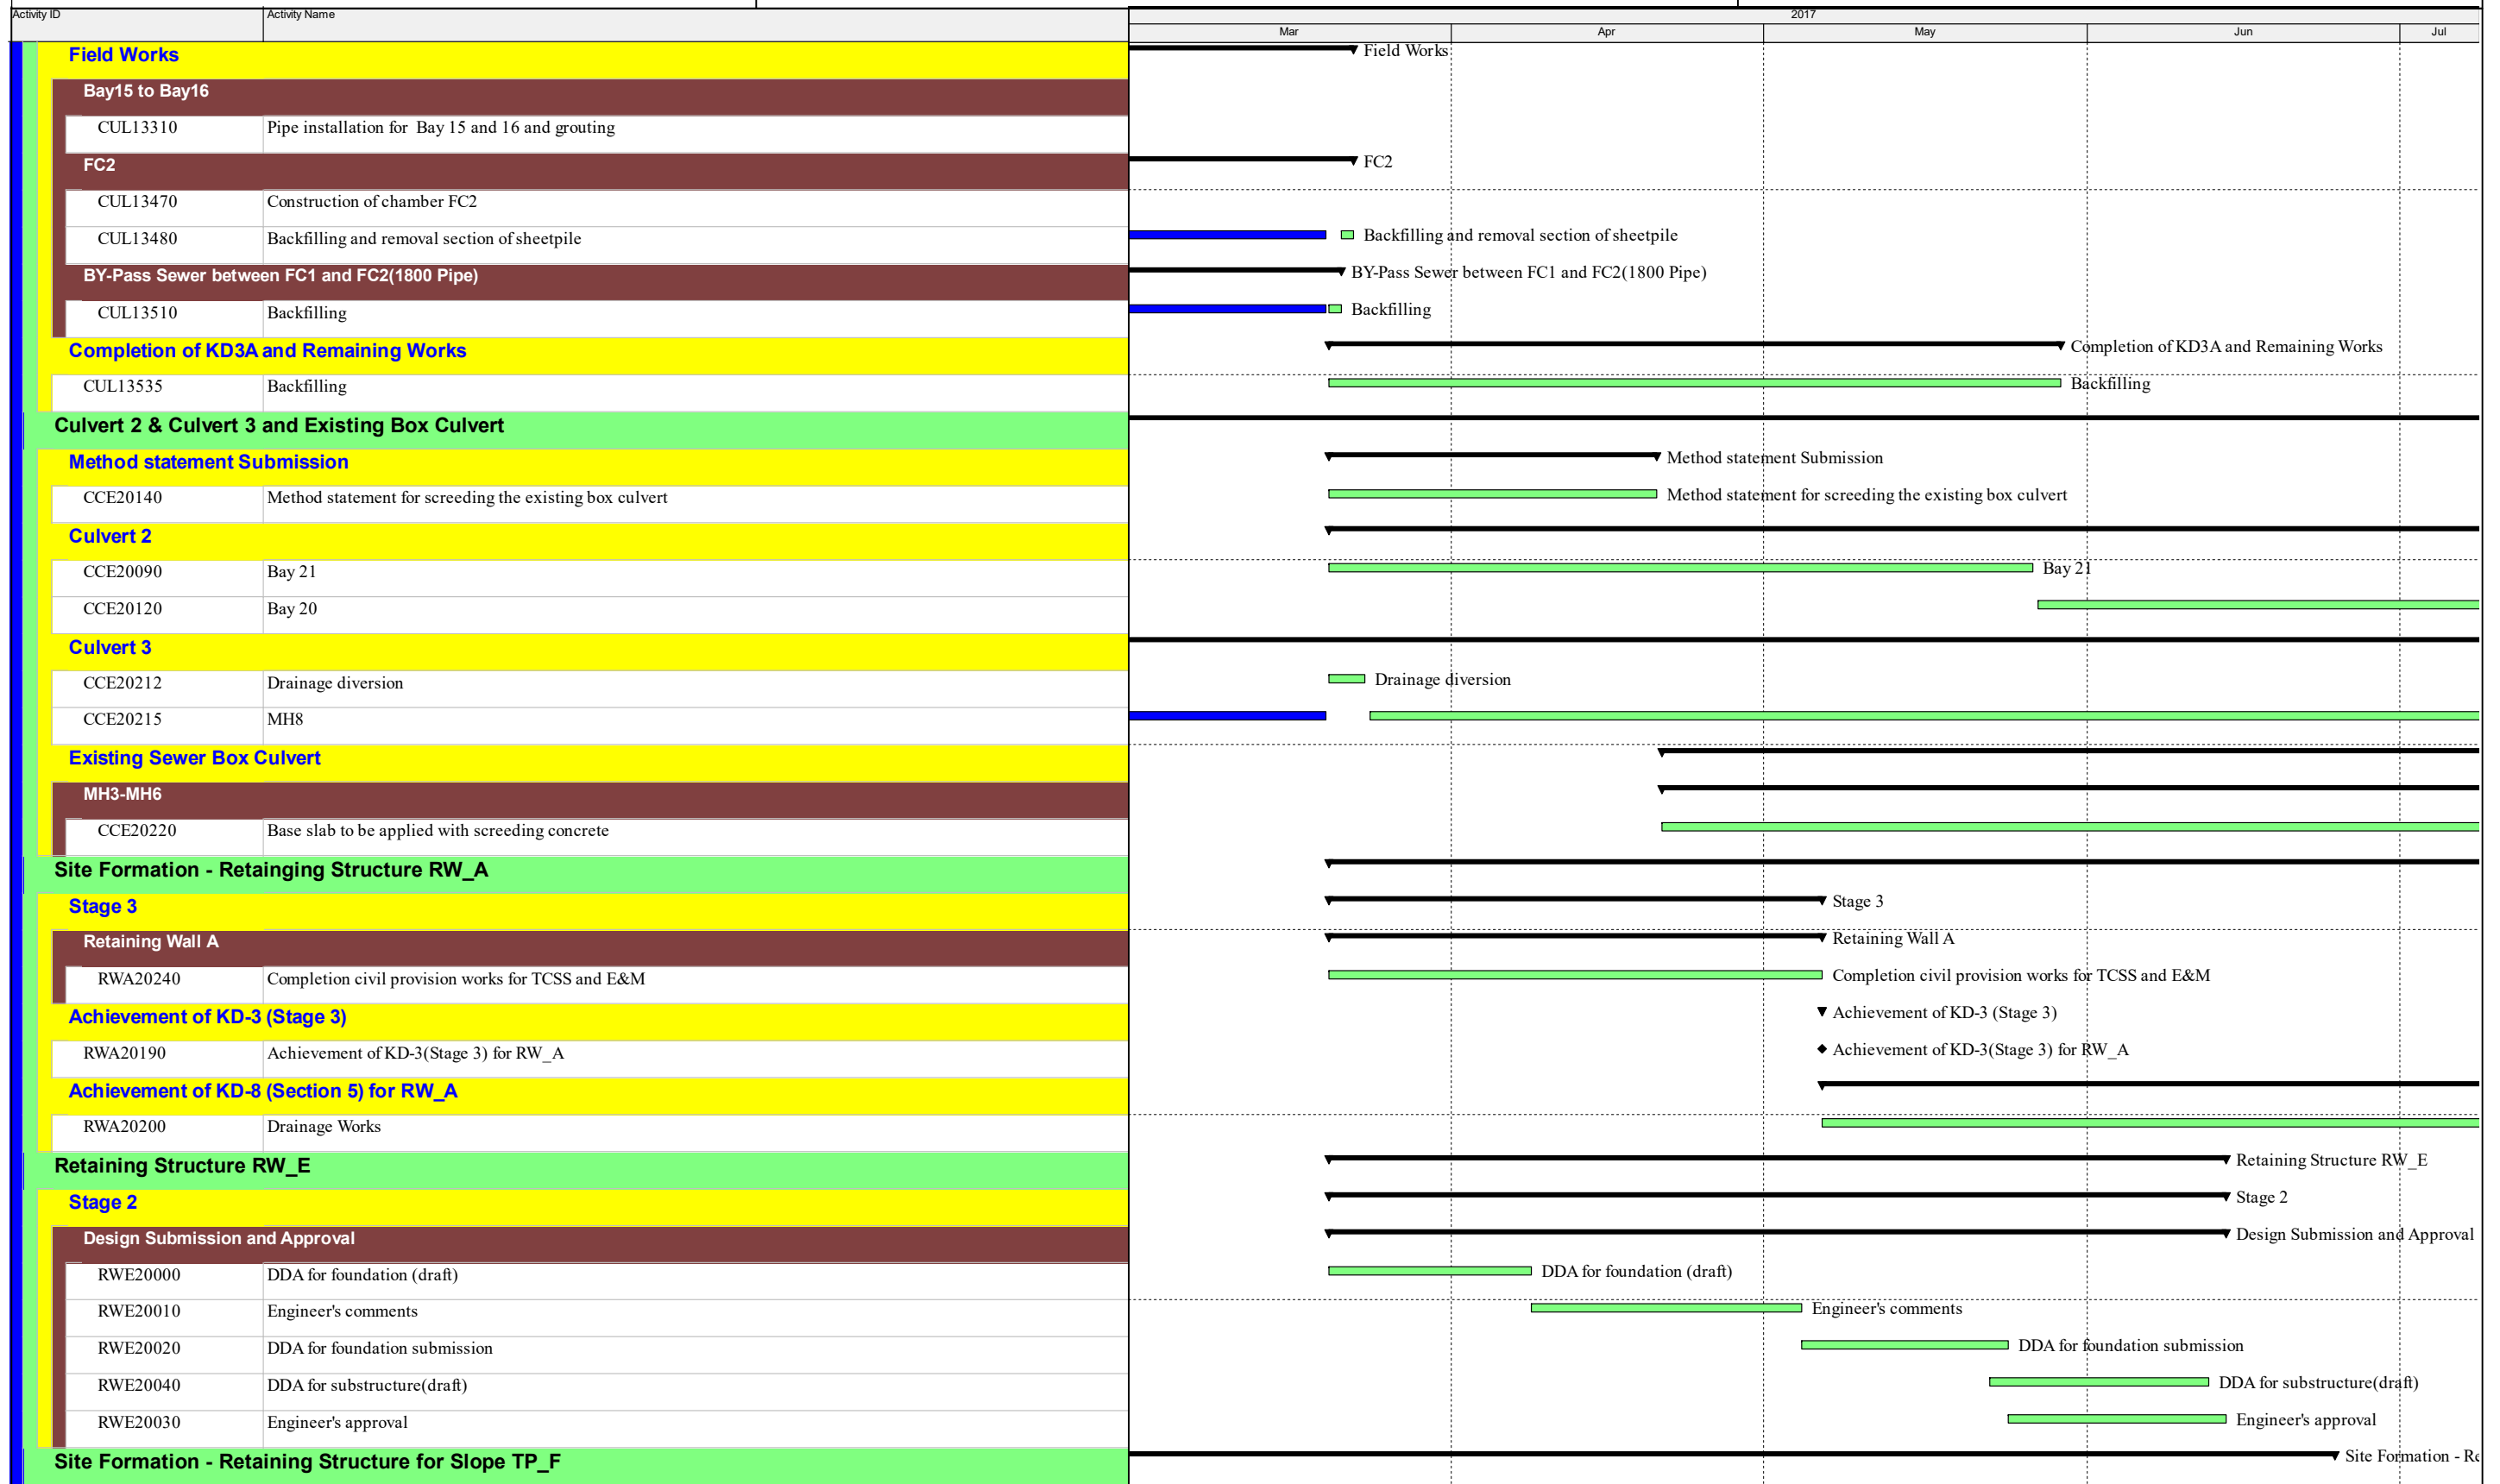 Activity ID Activity Name 2017
Mar Apr May Jun Jul
Field Works Field Works
Bay15 to Bay16
CUL13310 Pipe installation for Bay 15 and 16 and grouting
FC2 FC2
CUL13470 Construction of chamber FC2
CUL13480 Backfilling and removal section of sheetpile Backfilling and removal section of sheetpile
BY-Pass Sewer between FC1 and FC2(1800 Pipe) BY-Pass Sewer between FC1 and FC2(1800 Pipe)
CUL13510 Backfilling Backfilling
Completion of KD3A and Remaining Works Completion of KD3A and Remaining Works
CUL13535 Backfilling Backfilling
Culvert 2 & Culvert 3 and Existing Box Culvert
Method statement Submission Method statement Submission
CCE20140 Method statement for screeding the existing box culvert Method statement for screeding the existing box culvert
Culvert 2
CCE20090 Bay 21 Bay 21
CCE20120 Bay 20
Culvert 3
CCE20212 Drainage diversion Drainage diversion
CCE20215 MH8
Existing Sewer Box Culvert
MH3-MH6
CCE20220 Base slab to be applied with screeding concrete
Site Formation - Retainging Structure RW_A
Stage 3 Stage 3
Retaining Wall A Retaining Wall A
RWA20240 Completion civil provision works for TCSS and E&M Completion civil provision works for TCSS and E&M
Achievement of KD-3 (Stage 3) Achievement of KD-3 (Stage 3)
RWA20190 Achievement of KD-3(Stage 3) for RW_A Achievement of KD-3(Stage 3) for RW_A
Achievement of KD-8 (Section 5) for RW_A
RWA20200 Drainage Works
Retaining Structure RW_E Retaining Structure RW_E
Stage 2 Stage 2
Design Submission and Approval Design Submission and Approval
RWE20000 DDA for foundation (draft) DDA for foundation (draft)
RWE20010 Engineer's comments Engineer's comments
RWE20020 DDA for foundation submission DDA for foundation submission
RWE20040 DDA for substructure(draft) DDA for substructure(draft)
RWE20030 Engineer's approval Engineer's approval
Site Formation - Retaining Structure for Slope TP_F Site Formation - Re